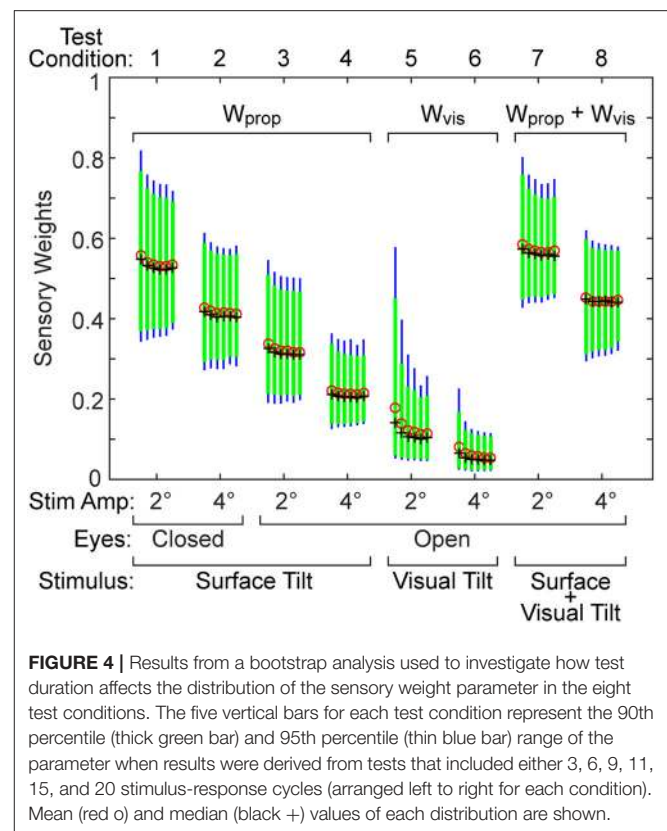 Test
Condition: 1 2 3 4 5 6 7 8
1
Wprop Wvis Wprop + Wvis
0.8
0.6
0.4
0.2
0
Sensory Weights
Stim Amp: 2° 4° 2° 4° 2° 4° 2° 4°
Eyes: Closed Open
Stimulus: Surface Tilt Visual Tilt Surface
+
Visual Tilt
FIGURE 4 | Results from a bootstrap analysis used to investigate how test
duration affects the distribution of the sensory weight parameter in the eight
test conditions. The five vertical bars for each test condition represent the 90th
percentile (thick green bar) and 95th percentile (thin blue bar) range of the
parameter when results were derived from tests that included either 3, 6, 9, 11,
15, and 20 stimulus-response cycles (arranged left to right for each condition).
Mean (red o) and median (black +) values of each distribution are shown.